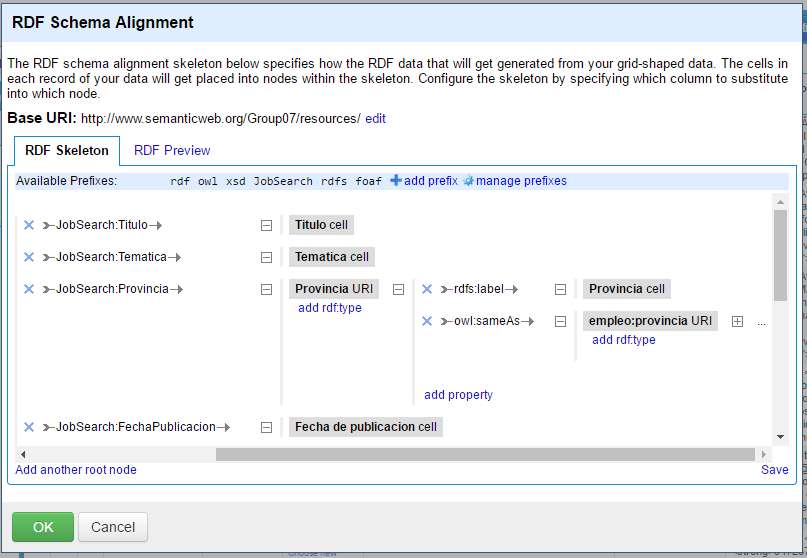 RDF Schema Alignment
The RDF schema alignment skeleton below specifies how the RDF data that will get generated from your grid-shaped data. The cells in
each record of your data will get placed into nodes within the skeleton. Configure the skeleton by specifying which column to substitute
into which node.
Base URI: http://www.semanticweb.org/Group07/resources/ edit
RDF Skeleton RDF Preview
Available Prefixes: rdf owl xsd JobSearch rdfs foaf add prefix manage prefixes
JobSearch:Titulo Titulo cell
JobSearch:Tematica Tematica cell
JobSearch:Provincia Provincia URI rdfs:label Provincia cell
add rdf:type
owl:sameAs empleo:provincia URI ...
add rdf:type
add property
JobSearch:FechaPublicacion Fecha de publicacion cell
Add another root node Save
OK Cancel